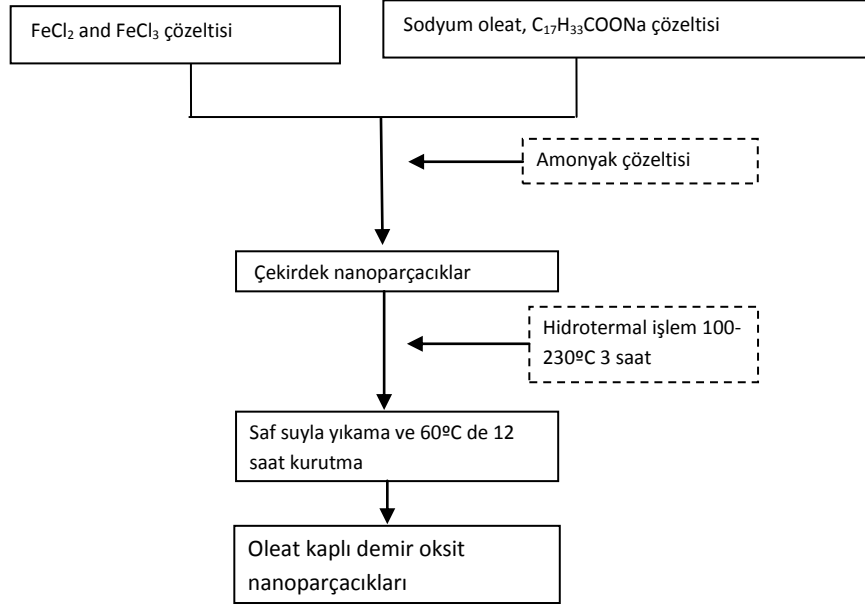 FeCl₂ and FeCl₃ çözeltisi
Sodyum oleat, C₁₇H₃₃COONa çözeltisi
Amonyak çözeltisi
Çekirdek nanoparçacıklar
Hidrotermal işlem 100-
230ºC 3 saat
Saf suyla yıkama ve 60ºC de 12
saat kurutma
Oleat kaplı demir oksit
nanoparçacıkları